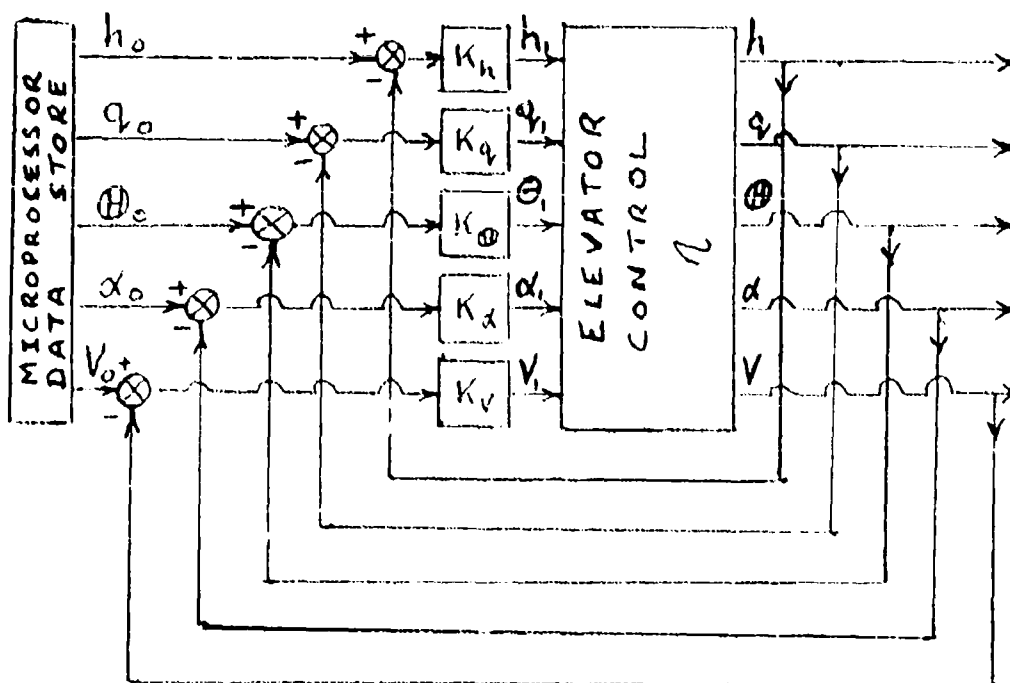 MICROPROCESSOR
DATA STORE
h₀
+
-
K_h
h₁
h
q₀
+
-
K_q
q₁
q
Θ₀
+
-
K_Θ
Θ₁
Θ
α₀
+
-
K_α
α₁
α
V₀
+
-
K_V
V₁
V
ELEVATOR
CONTROL
η